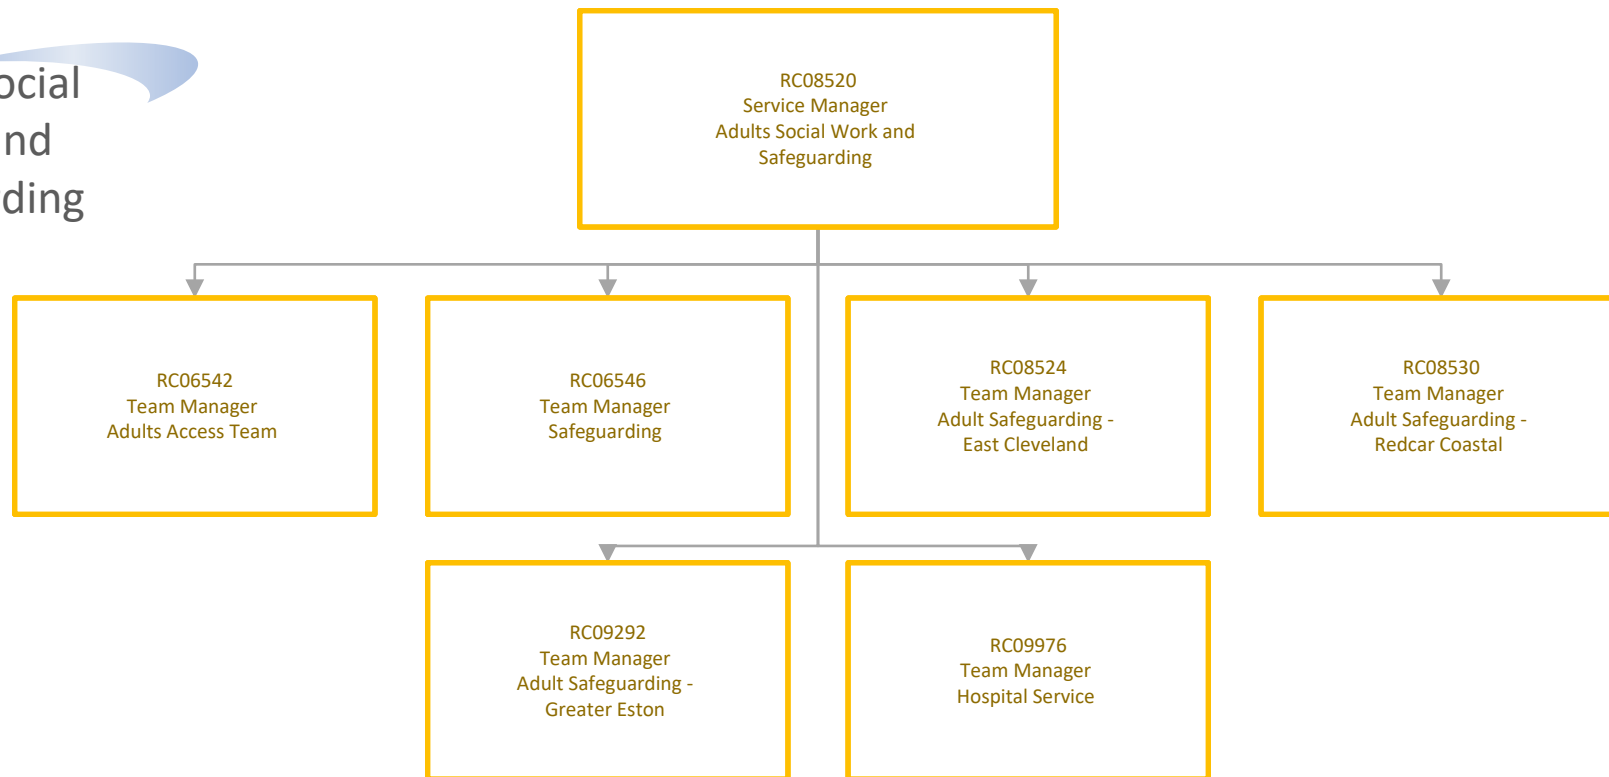 ocial
nd
ding
RC08520
Service Manager
Adults Social Work and
Safeguarding
RC06542
Team Manager
Adults Access Team
RC06546
Team Manager
Safeguarding
RC08524
Team Manager
Adult Safeguarding -
East Cleveland
RC08530
Team Manager
Adult Safeguarding -
Redcar Coastal
RC09292
Team Manager
Adult Safeguarding -
Greater Eston
RC09976
Team Manager
Hospital Service